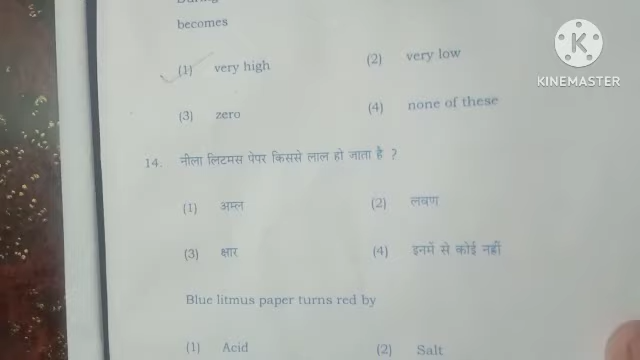 During
becomes
(1) very high (2) very low
(3) zero (4) none of these
14. नीला लिटमस पेपर किससे लाल हो जाता है ?
(1) अम्ल (2) लवण
(3) क्षार (4) इनमें से कोई नहीं
Blue litmus paper turns red by
(1) Acid (2) Salt
K
KINEMASTER